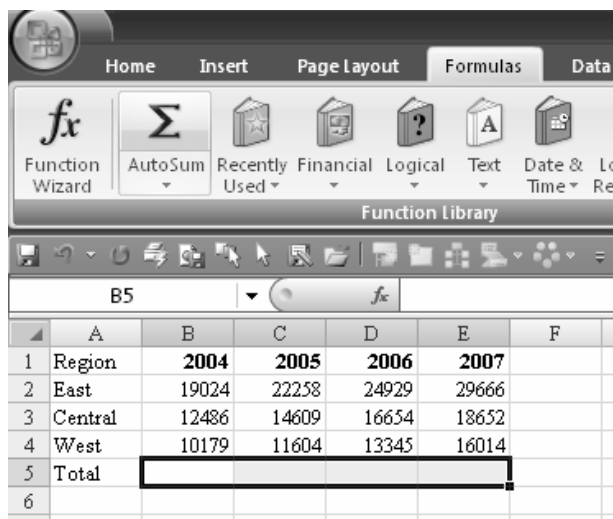 Home Insert Page Layout Formulas Data
fx Σ ? A
Function Wizard AutoSum Recently Used Financial Logical Text Date & Time
Function Library
B5 fx
A B C D E F
1 Region 2004 2005 2006 2007
2 East 19024 22258 24929 29666
3 Central 12486 14609 16654 18652
4 West 10179 11604 13345 16014
5 Total
6